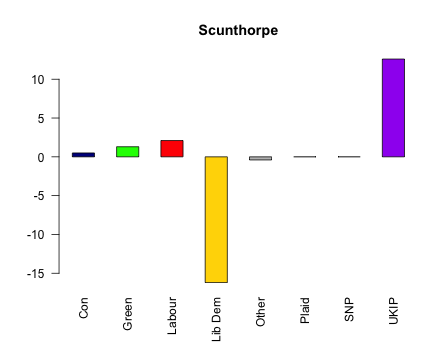 Scunthorpe
10
5
0
-5
-10
-15
Con
Green
Labour
Lib Dem
Other
Plaid
SNP
UKIP